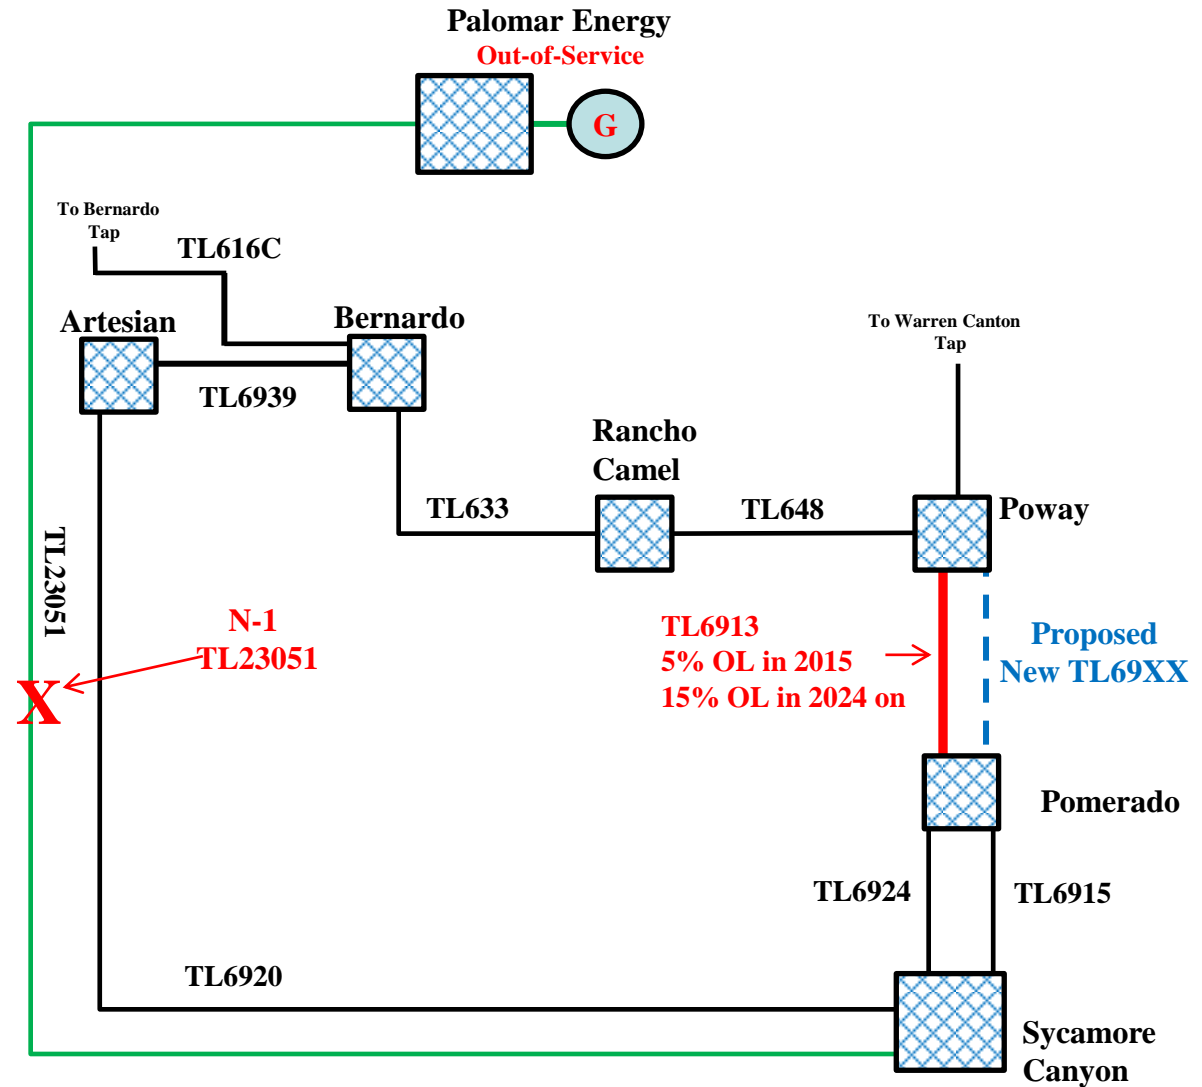 Palomar Energy
Out-of-Service
G
To Bernardo
Tap
TL616C
Artesian
Bernardo
To Warren Canton
Tap
TL6939
Rancho
Camel
TL633
TL648
Poway
TL23051
N-1
TL23051
X
TL6913
5% OL in 2015
15% OL in 2024 on
Proposed
New TL69XX
Pomerado
TL6924
TL6915
TL6920
Sycamore
Canyon